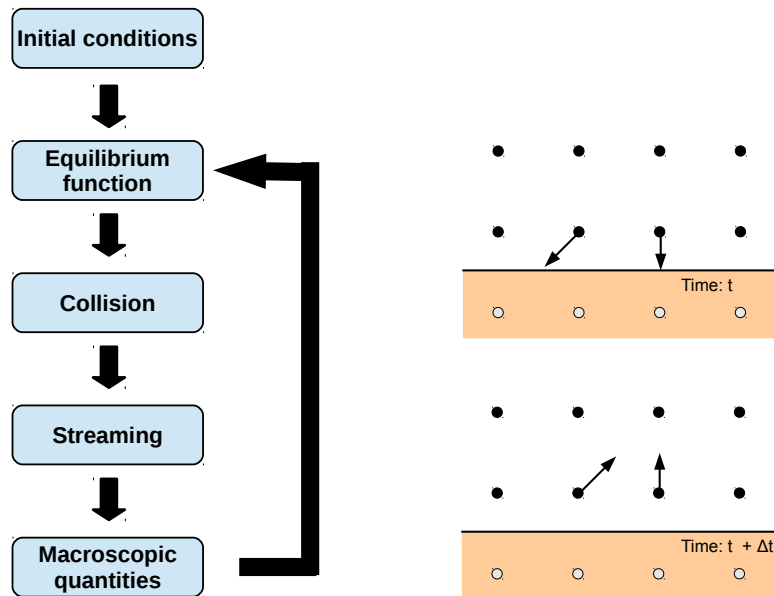 Initial conditions
Equilibrium
function
Collision
Streaming
Macroscopic
quantities
Time: t
Time: t + Δt